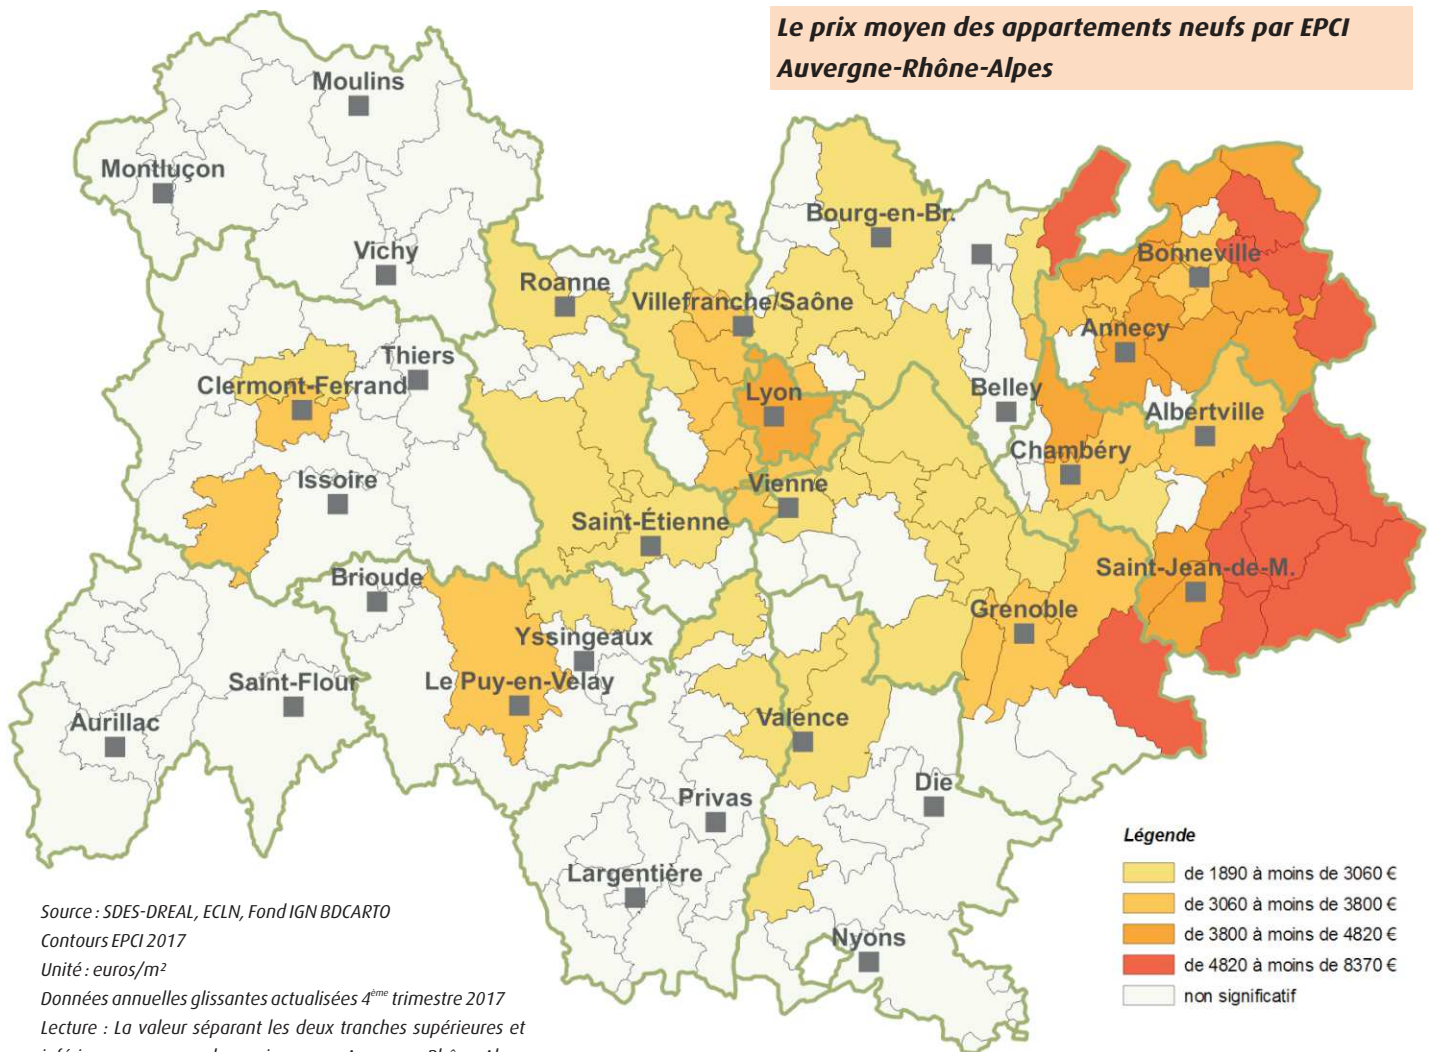 Le prix moyen des appartements neufs par EPCI
Auvergne-Rhône-Alpes
Moulins
Montluçon
Vichy
Bourg-en-Br.
Roanne
Villefranche/Saône
Bonneville
Annecy
Thiers
Clermont-Ferrand
Lyon
Belley
Albertville
Chambéry
Issoire
Vienne
Saint-Étienne
Brioude
Saint-Jean-de-M.
Grenoble
Yssingeaux
Saint-Flour
Le Puy-en-Velay
Aurillac
Valence
Die
Privas
Largentière
Nyons
Légende
de 1890 à moins de 3060 €
de 3060 à moins de 3800 €
de 3800 à moins de 4820 €
de 4820 à moins de 8370 €
non significatif
Source : SDES-DREAL, ECLN, Fond IGN BDCARTO
Contours EPCI 2017
Unité : euros/m²
Données annuelles glissantes actualisées 4ème trimestre 2017
Lecture : La valeur séparant les deux tranches supérieures et